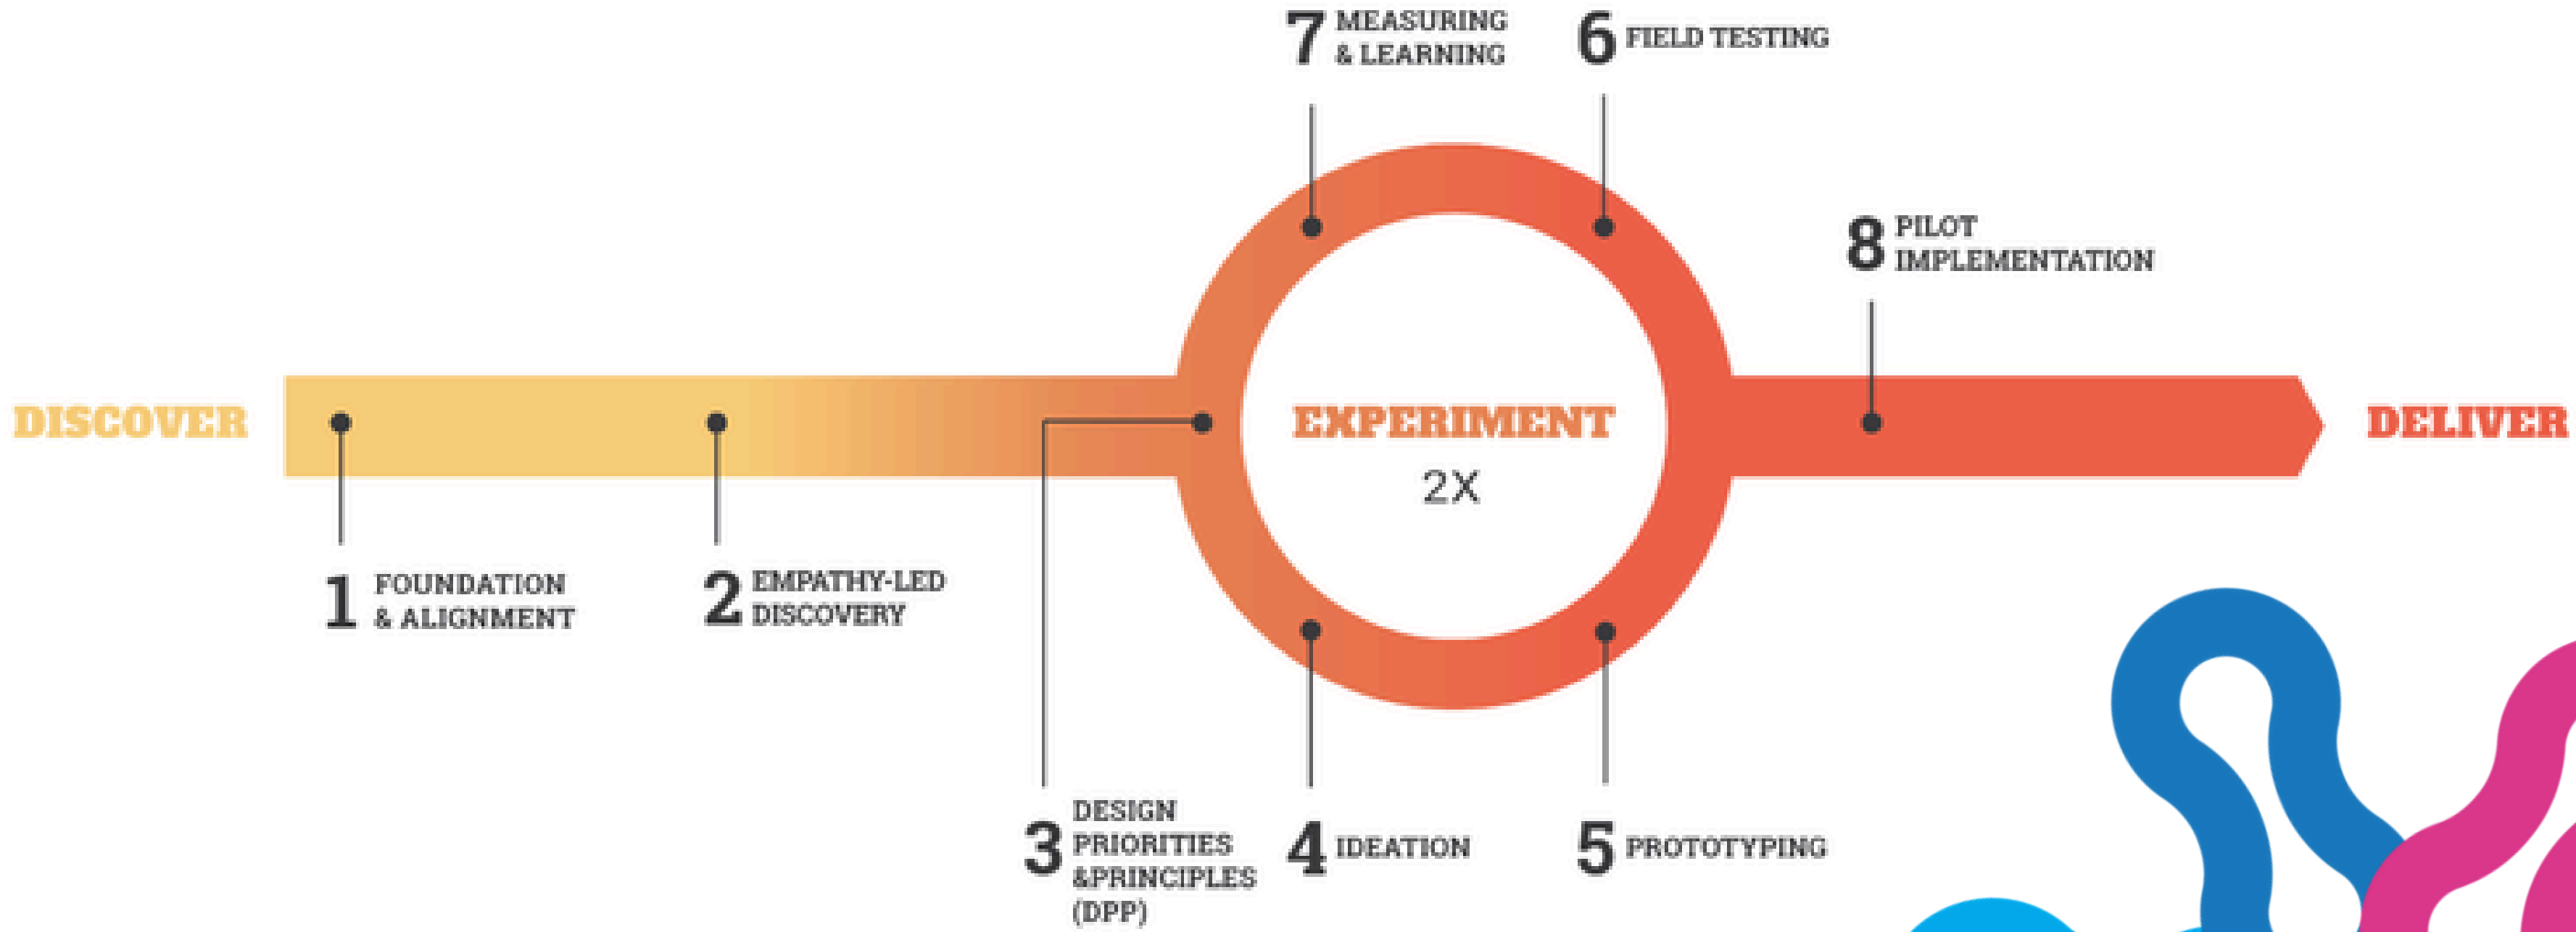 7 MEASURING
& LEARNING
6 FIELD TESTING
8 PILOT
IMPLEMENTATION
DISCOVER
EXPERIMENT
2X
DELIVER
1 FOUNDATION
& ALIGNMENT
2 EMPATHY-LED
DISCOVERY
3 DESIGN
PRIORITIES
&PRINCIPLES
(DPP)
4 IDEATION
5 PROTOTYPING